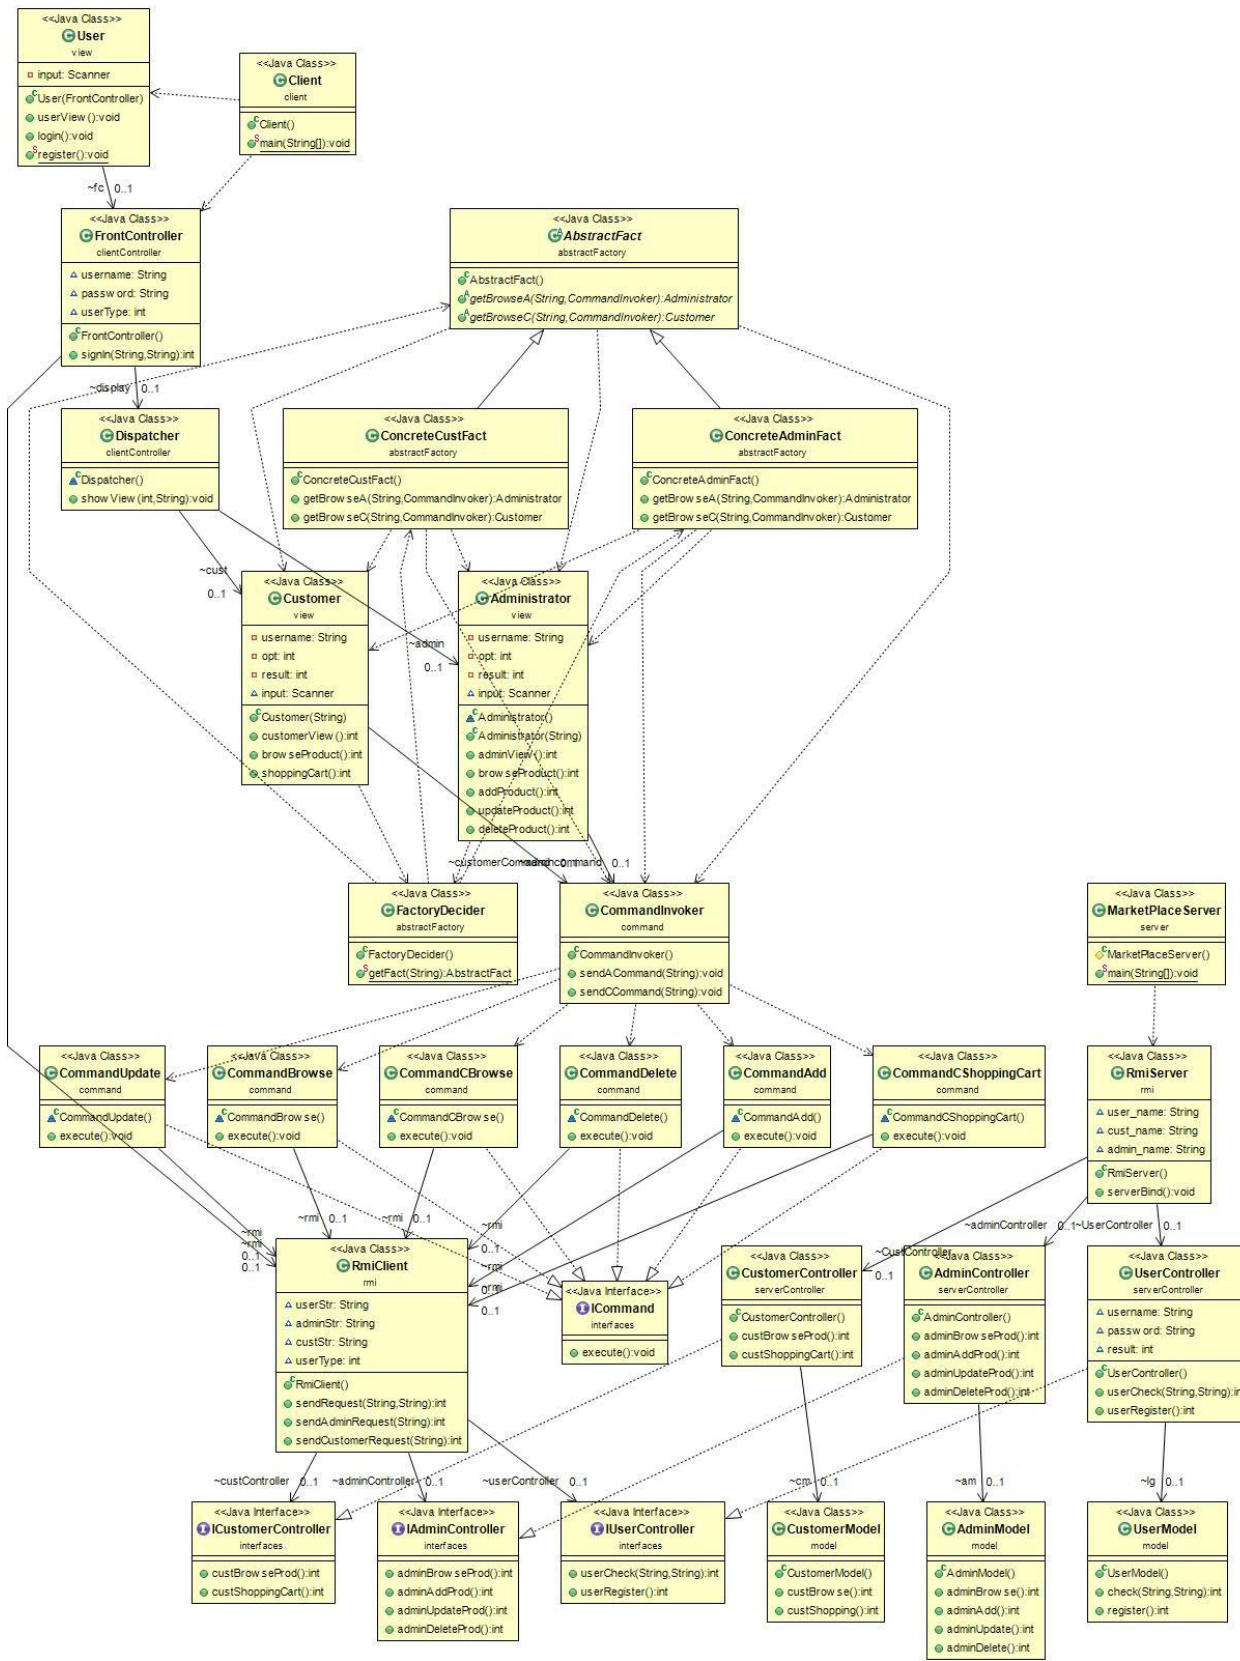 <<Java Class>>
User
view
input: Scanner
User(FrontController)
userView():void
login():void
register():void
<<Java Class>>
Client
client
Client()
main(String[]):void
~fc 0..1
<<Java Class>>
FrontController
clientController
username: String
password: String
userType: int
FrontController()
signIn(String,String):int
<<Java Class>>
AbstractFact
abstractFactory
AbstractFact()
getBrowseA(String,CommandInvoker):Administrator
getBrowseC(String,CommandInvoker):Customer
~display 0..1
<<Java Class>>
Dispatcher
clientController
Dispatcher()
showView(int,String):void
<<Java Class>>
ConcreteCustFact
abstractFactory
ConcreteCustFact()
getBrowseA(String,CommandInvoker):Administrator
getBrowseC(String,CommandInvoker):Customer
<<Java Class>>
ConcreteAdminFact
abstractFactory
ConcreteAdminFact()
getBrowseA(String,CommandInvoker):Administrator
getBrowseC(String,CommandInvoker):Customer
~cust
0..1
<<Java Class>>
Customer
view
username: String
opt: int
result: int
input: Scanner
Customer(String)
customerView():int
browseProduct():int
shoppingCart():int
~admin
0..1
<<Java Class>>
Administrator
view
username: String
opt: int
result: int
input: Scanner
Administrator()
Administrator(String)
adminView():int
browseProduct():int
addProduct():int
updateProduct():int
deleteProduct():int
0..1
<<Java Class>>
FactoryDecider
abstractFactory
FactoryDecider()
getFact(String):AbstractFact
<<Java Class>>
CommandInvoker
command
CommandInvoker()
sendACommand(String):void
sendCCommand(String):void
<<Java Class>>
MarketPlaceServer
server
MarketPlaceServer()
main(String[]):void
<<Java Class>>
CommandUpdate
command
CommandUpdate()
execute():void
<<Java Class>>
CommandBrowse
command
CommandBrowse()
execute():void
<<Java Class>>
CommandCBrowse
command
CommandCBrowse()
execute():void
<<Java Class>>
CommandDelete
command
CommandDelete()
execute():void
<<Java Class>>
CommandAdd
command
CommandAdd()
execute():void
<<Java Class>>
CommandCShoppingCart
command
CommandCShoppingCart()
execute():void
<<Java Class>>
RmiServer
rmi
user_name: String
cust_name: String
admin_name: String
RmiServer()
serverBind():void
~rmi
~rmi
0..1
0..1
~rmi 0..1
~rmi 0..1
~rmi
0..1
~rmi
~rmi
0..1
~adminController 0..1
~UserController 0..1
~CustController
0..1
<<Java Class>>
RmiClient
rmi
userStr: String
adminStr: String
custStr: String
userType: int
RmiClient()
sendRequest(String,String):int
sendAdminRequest(String):int
sendCustomerRequest(String):int
<<Java Interface>>
ICommand
interfaces
execute():void
<<Java Class>>
CustomerController
serverController
CustomerController()
custBrowseProd():int
custShoppingCart():int
<<Java Class>>
AdminController
serverController
AdminController()
adminBrowseProd():int
adminAddProd():int
adminUpdateProd():int
adminDeleteProd():int
<<Java Class>>
UserController
serverController
username: String
password: String
result: int
UserController()
userCheck(String,String):int
userRegister():int
~custController 0..1
~adminController 0..1
~userController 0..1
~cm 0..1
~am 0..1
~lg 0..1
<<Java Interface>>
ICustomerController
interfaces
custBrowseProd():int
custShoppingCart():int
<<Java Interface>>
IAdminController
interfaces
adminBrowseProd():int
adminAddProd():int
adminUpdateProd():int
adminDeleteProd():int
<<Java Interface>>
IUserController
interfaces
userCheck(String,String):int
userRegister():int
<<Java Class>>
CustomerModel
model
CustomerModel()
custBrowse():int
custShopping():int
<<Java Class>>
AdminModel
model
AdminModel()
adminBrowse():int
adminAdd():int
adminUpdate():int
adminDelete():int
<<Java Class>>
UserModel
model
UserModel()
check(String,String):int
register():int